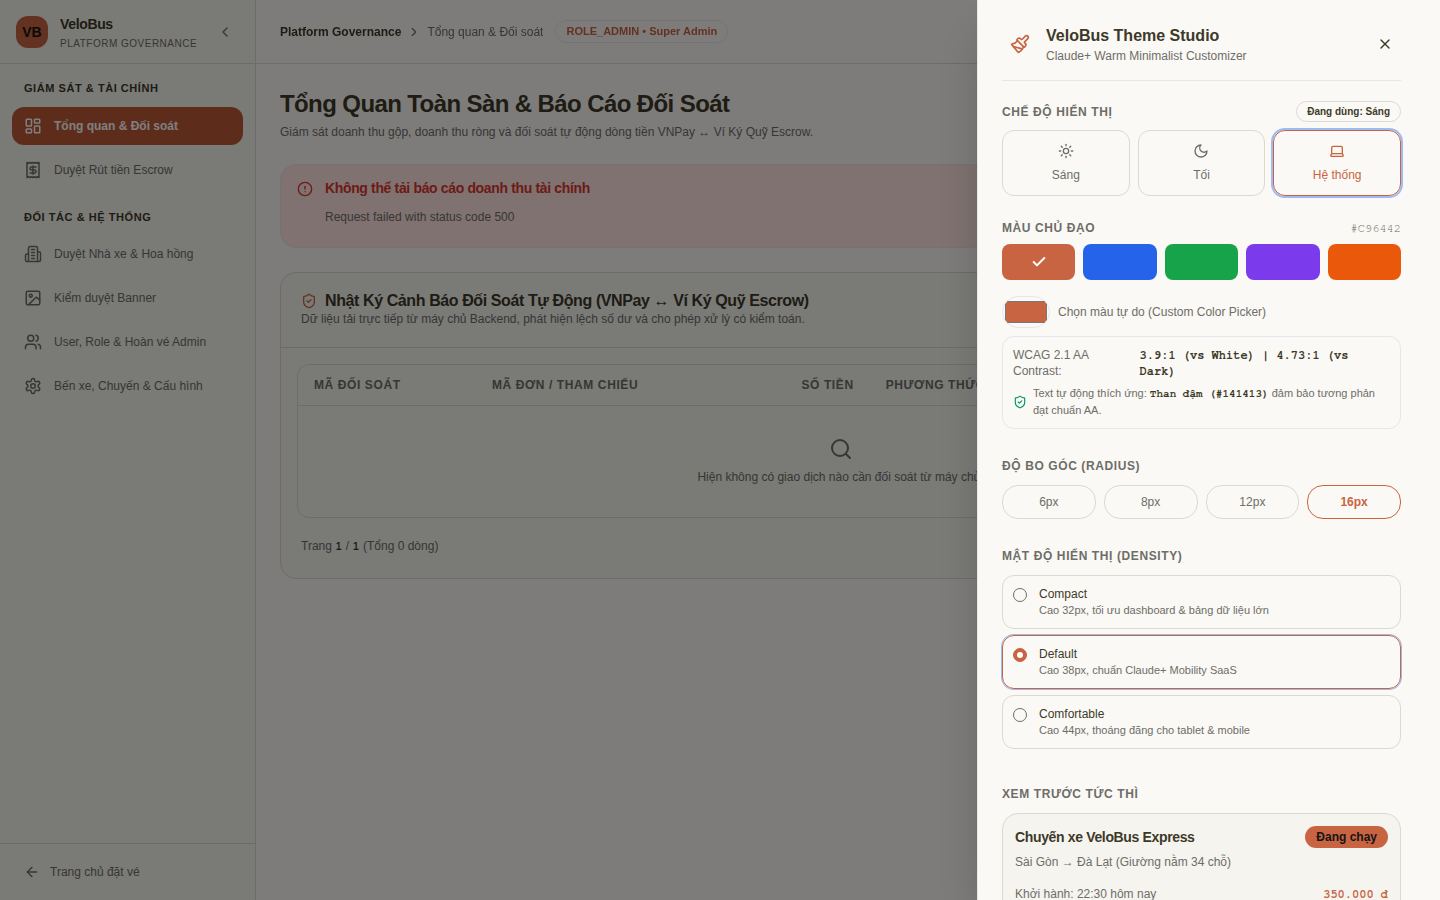 VB
VeloBus
PLATFORM GOVERNANCE
GIÁM SÁT & TÀI CHÍNH
Tổng quan & Đối soát
Duyệt Rút tiền Escrow
ĐỐI TÁC & HỆ THỐNG
Duyệt Nhà xe & Hoa hồng
Kiểm duyệt Banner
User, Role & Hoàn vé Admin
Bến xe, Chuyến & Cấu hình
Trang chủ đặt vé
Platform Governance
Tổng quan & Đối soát
ROLE_ADMIN • Super Admin
Tổng Quan Toàn Sàn & Báo Cáo Đối Soát
Giám sát doanh thu gộp, doanh thu ròng và đối soát tự động dòng tiền VNPay ↔ Ví Ký Quỹ Escrow.
Không thể tải báo cáo doanh thu tài chính
Request failed with status code 500
Nhật Ký Cảnh Báo Đối Soát Tự Động (VNPay ↔ Ví Ký Quỹ Escrow)
Dữ liệu tải trực tiếp từ máy chủ Backend, phát hiện lệch số dư và cho phép xử lý có kiểm toán.
MÃ ĐỐI SOÁT
MÃ ĐƠN / THAM CHIẾU
SỐ TIỀN
PHƯƠNG THỨC
Hiện không có giao dịch nào cần đối soát từ máy chủ
Trang 1 / 1 (Tổng 0 dòng)
VeloBus Theme Studio
Claude+ Warm Minimalist Customizer
CHẾ ĐỘ HIỂN THỊ
Đang dùng: Sáng
Sáng
Tối
Hệ thống
MÀU CHỦ ĐẠO
#C96442
Chọn màu tự do (Custom Color Picker)
WCAG 2.1 AA Contrast:
3.9:1 (vs White) | 4.73:1 (vs Dark)
Text tự động thích ứng: Than đậm (#141413) đảm bảo tương phản
đạt chuẩn AA.
ĐỘ BO GÓC (RADIUS)
6px
8px
12px
16px
MẬT ĐỘ HIỂN THỊ (DENSITY)
Compact
Cao 32px, tối ưu dashboard & bảng dữ liệu lớn
Default
Cao 38px, chuẩn Claude+ Mobility SaaS
Comfortable
Cao 44px, thoáng đãng cho tablet & mobile
XEM TRƯỚC TỨC THÌ
Chuyến xe VeloBus Express
Đang chạy
Sài Gòn → Đà Lạt (Giường nằm 34 chỗ)
Khởi hành: 22:30 hôm nay
350.000 đ